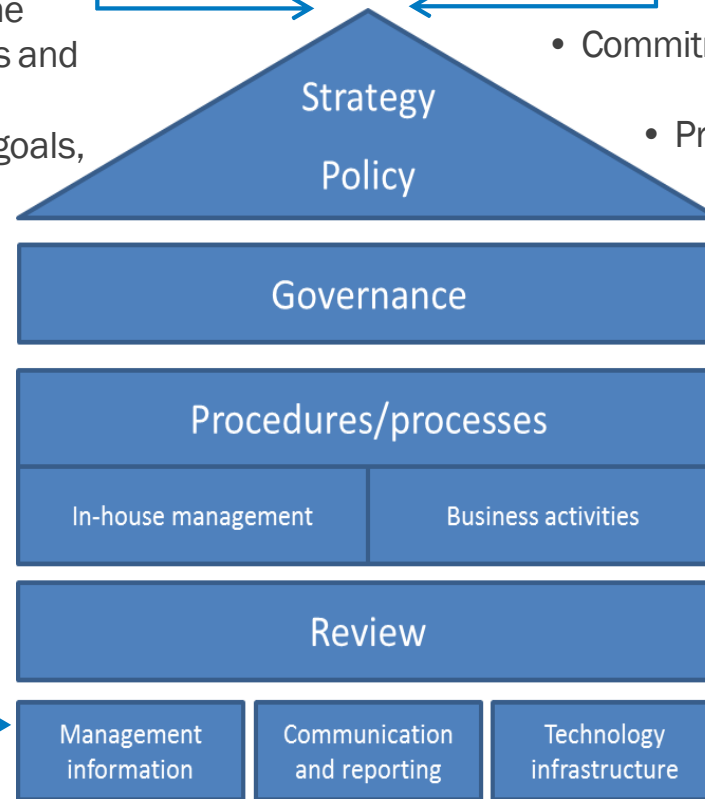 s and
goals,
• Commitm
• Pr
Strategy
Policy
Governance
Procedures/processes
In-house management
Business activities
Review
Management
information
Communication
and reporting
Technology
infrastructure